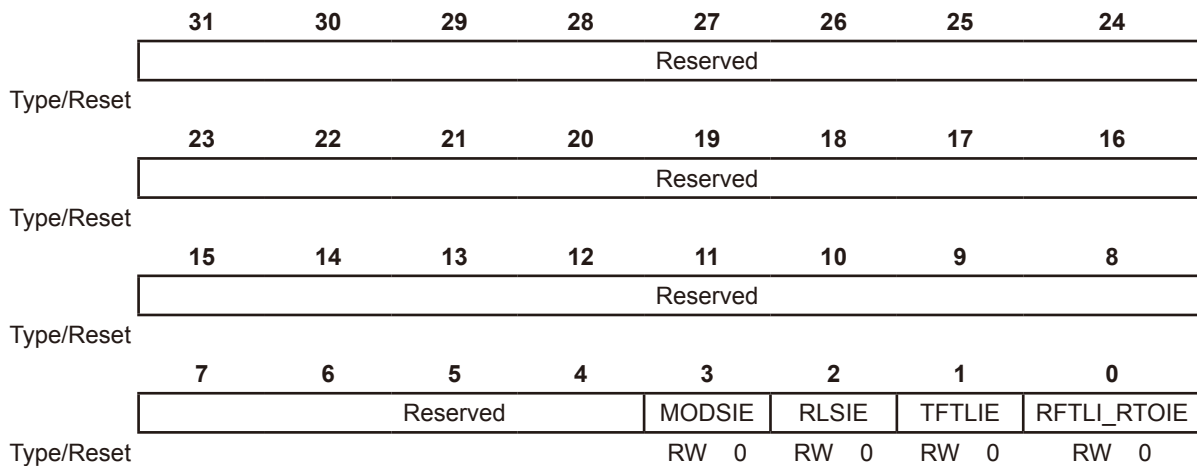 31 30 29 28 27 26 25 24
Reserved
Type/Reset
23 22 21 20 19 18 17 16
Reserved
Type/Reset
15 14 13 12 11 10 9 8
Reserved
Type/Reset
7 6 5 4 3 2 1 0
Reserved MODSIE RLSIE TFTLIE RFTLI_RTOIE
Type/Reset RW 0 RW 0 RW 0 RW 0